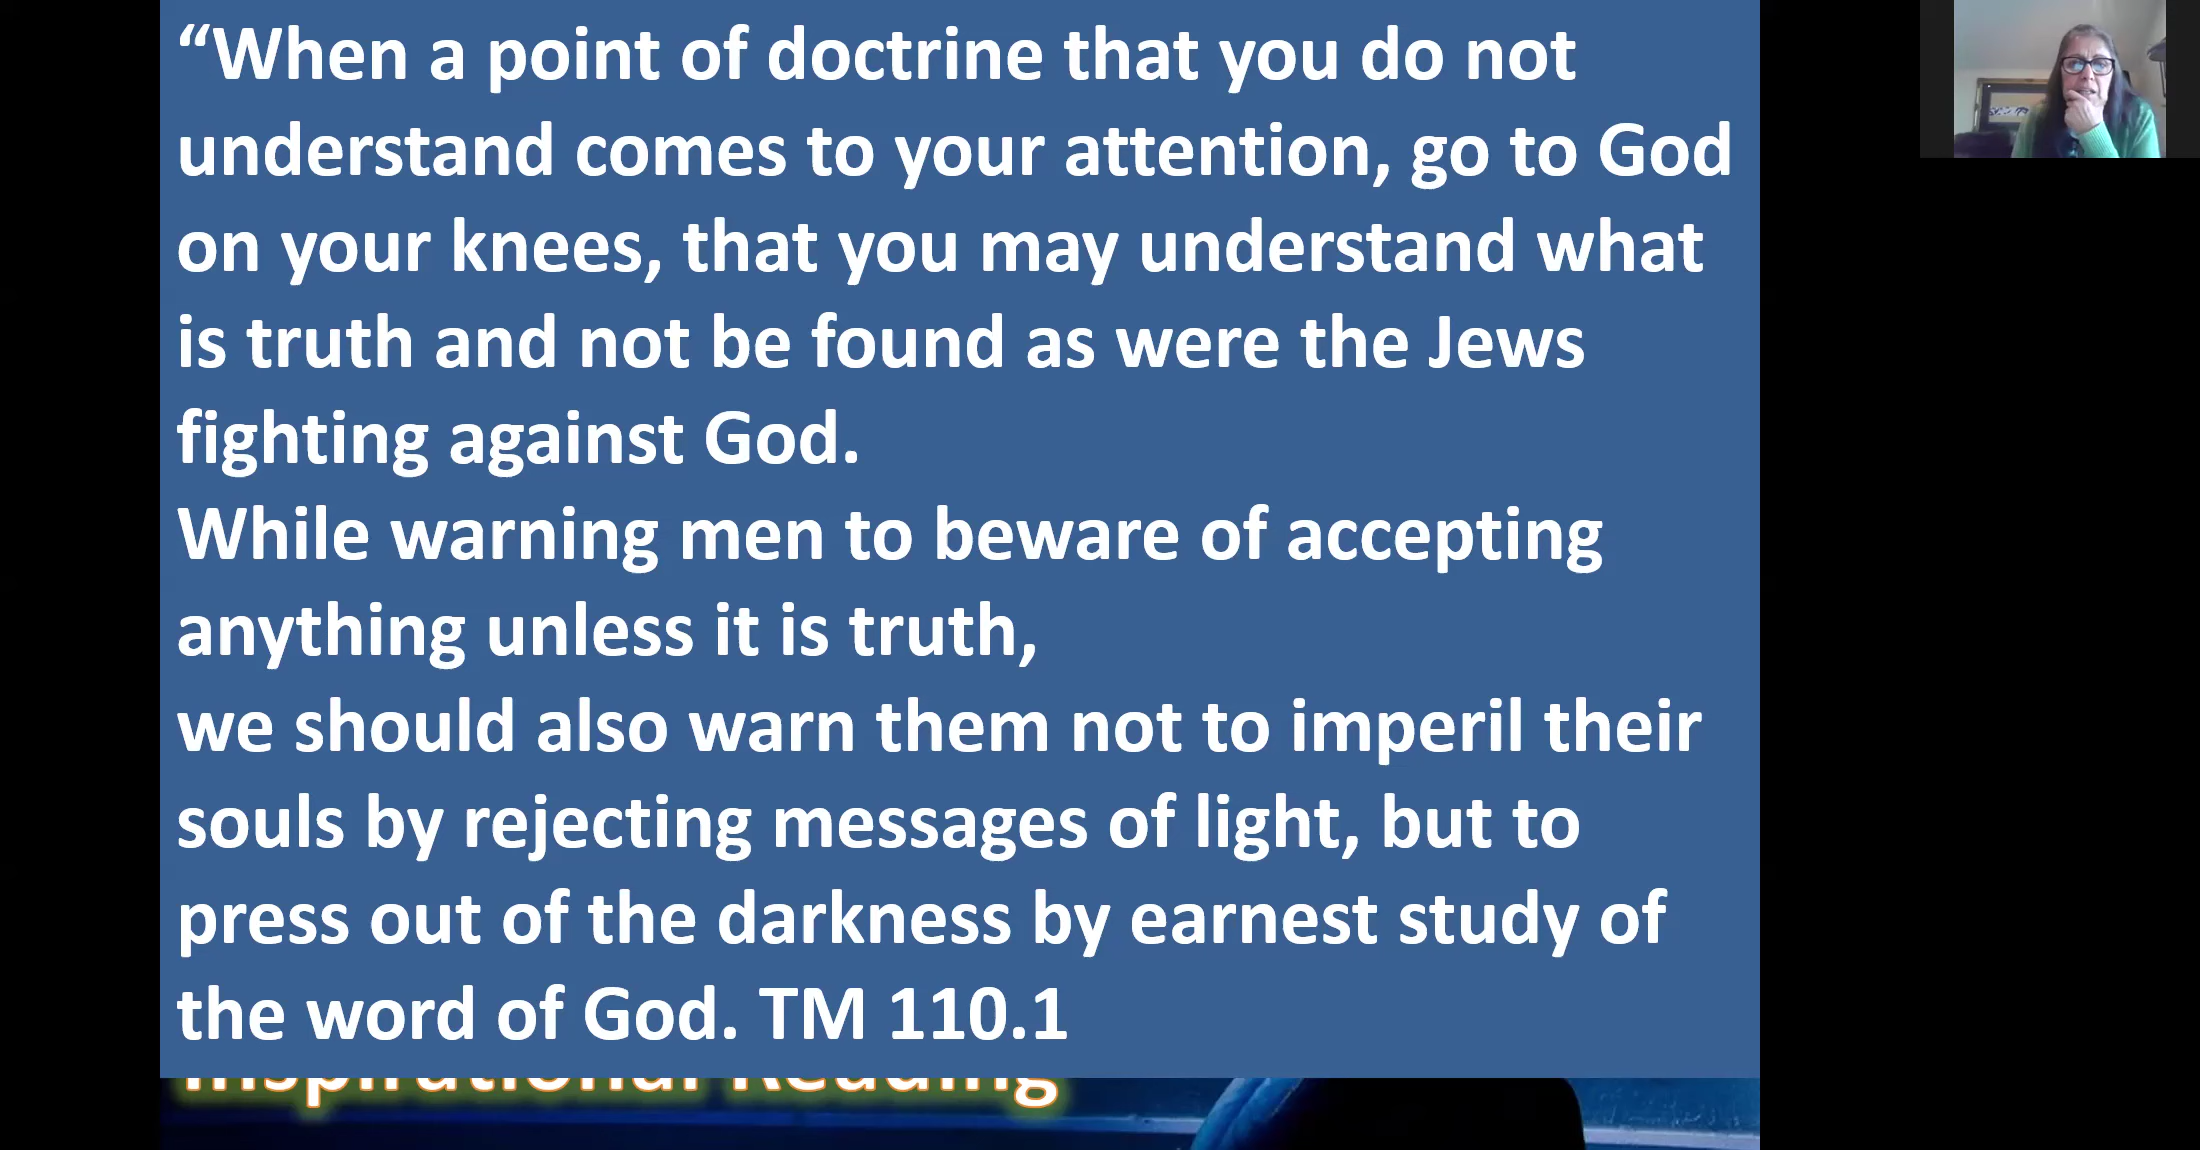 “When a point of doctrine that you do not
understand comes to your attention, go to God
on your knees, that you may understand what
is truth and not be found as were the Jews
fighting against God.
While warning men to beware of accepting
anything unless it is truth,
we should also warn them not to imperil their
souls by rejecting messages of light, but to
press out of the darkness by earnest study of
the word of God. TM 110.1
Inspirational Reading